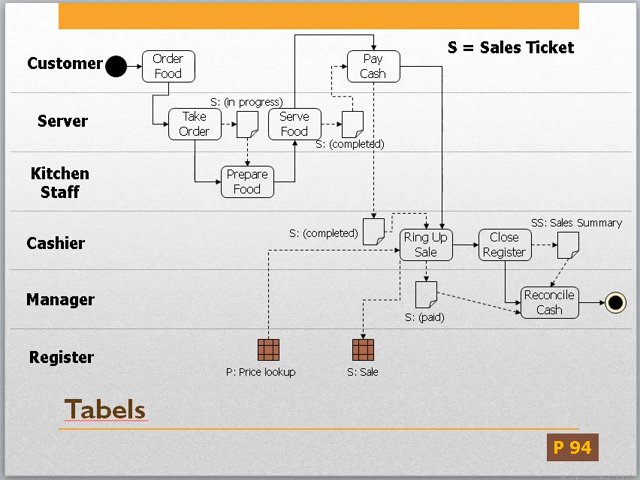 S = Sales Ticket
Customer
Order
Food
Pay
Cash
Server
S: (in progress)
Take
Order
Serve
Food
S: (completed)
Kitchen
Staff
Prepare
Food
Cashier
S: (completed)
Ring Up
Sale
Close
Register
SS: Sales Summary
Manager
S: (paid)
Reconcile
Cash
Register
P: Price lookup
S: Sale
Tabels
P 94